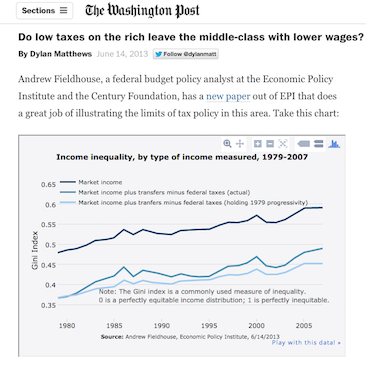 Sections
The Washington Post
Do low taxes on the rich leave the middle-class with lower wages?
By Dylan Matthews June 14, 2013 Follow @dylanmatt
Andrew Fieldhouse, a federal budget policy analyst at the Economic Policy
Institute and the Century Foundation, has a new paper out of EPI that does
a great job of illustrating the limits of tax policy in this area. Take this chart:
Income inequality, by type of income measured, 1979-2007
0.65
0.6
0.55
0.5
0.45
0.4
0.35
Gini Index
Market income
Market income plus transfers minus federal taxes (actual)
Market income plus tranfers minus federal taxes (holding 1979 progressivity)
Note: The Gini index is a commonly used measure of inequality.
0 is a perfectly equitable income distribution; 1 is perfectly inequitable.
1980 1985 1990 1995 2000 2005
Source: Andrew Fieldhouse, Economic Policy Institute, 6/14/2013
Play with this data! »